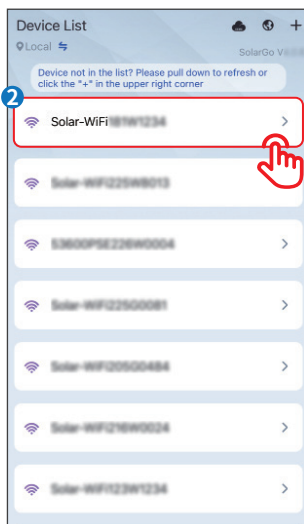 Device List
Local
SolarGo V
Device not in the list? Please pull down to refresh or
click the "+" in the upper right corner
2
Solar-WiFi
Solar-WiFi225W8013
53600PSE226W0004
Solar-WiFi225G0081
Solar-WiFi205G0484
Solar-WiFi216W0024
Solar-WiFi123W1234